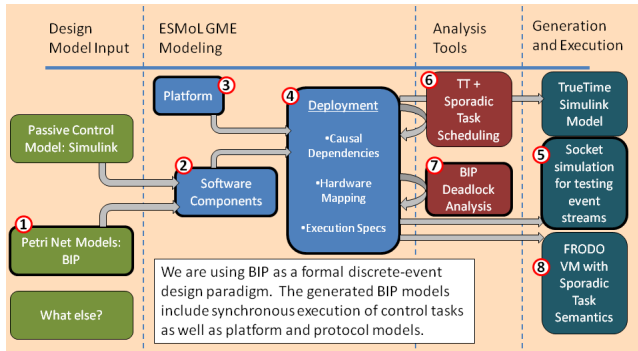 Design
Model Input
ESMoL GME
Modeling
Analysis
Tools
Generation
and Execution
Passive Control
Model: Simulink
1
Petri Net Models:
BIP
What else?
3
Platform
2
Software
Components
4
Deployment
•Causal
Dependencies
•Hardware
Mapping
•Execution Specs
6
TT +
Sporadic
Task
Scheduling
7
BIP
Deadlock
Analysis
TrueTime
Simulink
Model
5
Socket
simulation
for testing
event
streams
8
FRODO
VM with
Sporadic
Task
Semantics
We are using BIP as a formal discrete-event
design paradigm. The generated BIP models
include synchronous execution of control tasks
as well as platform and protocol models.